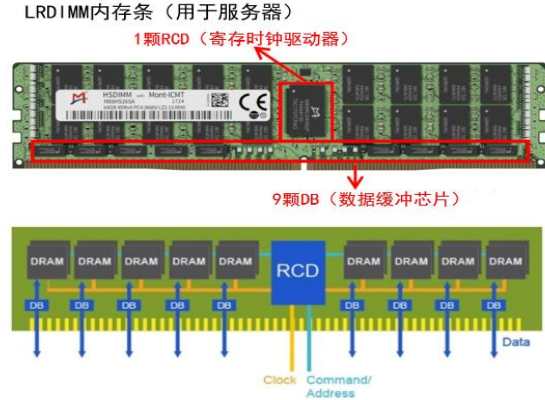 LRDIMM内存条（用于服务器）
1颗RCD（寄存时钟驱动器）
HSDIMM Mont-ICMT
CE
9颗DB（数据缓冲芯片）
DRAM DRAM DRAM DRAM DRAM RCD DRAM DRAM DRAM DRAM
DB DB DB DB DB DB DB DB DB
Data
Clock Command/
Address